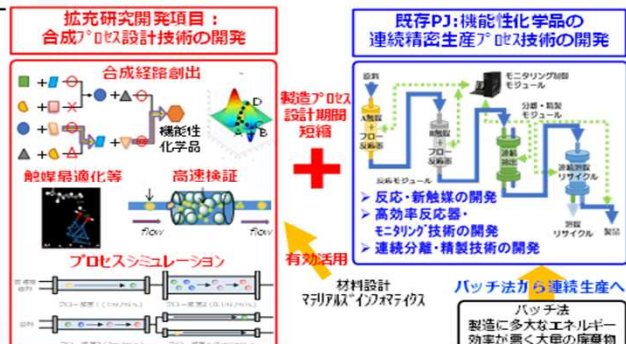 拡充研究開発項目:
合成プロセス設計技術の開発
合成経路創出
機能性
化学品
触媒最適化等
高速検証
flow
flow
プロセスシミュレーション
製造プロセス
設計期間
短縮
有効活用
材料設計
マテリアルズ・インフォマティクス
既存PJ:機能性化学品の
連続精密生産プロセス技術の開発
原料
モニタリング制御
モジュール
分離・精製
モジュール
A触媒
+
フロー
反応器
B触媒
+
フロー
反応器
反応モジュール
連続抽出
連続溶媒
リサイクル
溶媒
リサイクル
製品
➢ 反応・新触媒の開発
➢ 高効率反応器・
モニタリング技術の開発
➢ 連続分離・精製技術の開発
バッチ法から連続生産へ
バッチ法
製造に多大なエネルギー
効率が悪く大量の廃棄物